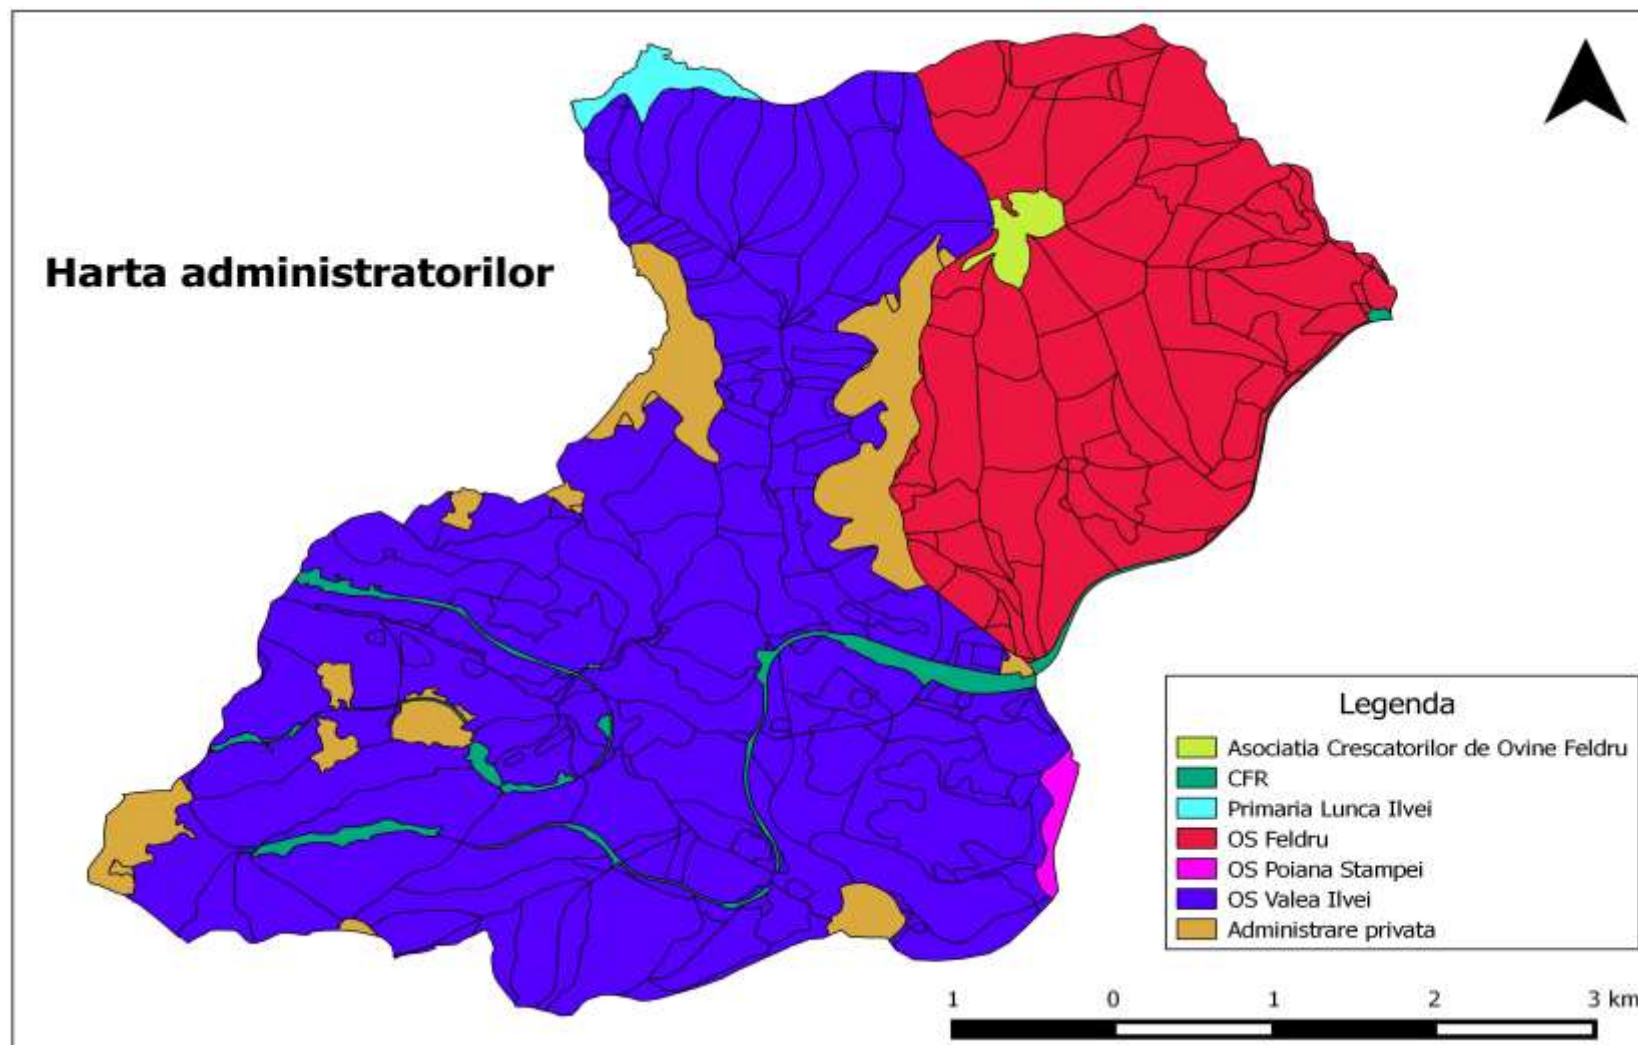 Harta administratorilor
Legenda
Asociatia Crescatorilor de Ovine Feldru
CFR
Primaria Lunca Ilvei
OS Feldru
OS Poiana Stampei
OS Valea Ilvei
Administrare privata
1 0 1 2 3 km